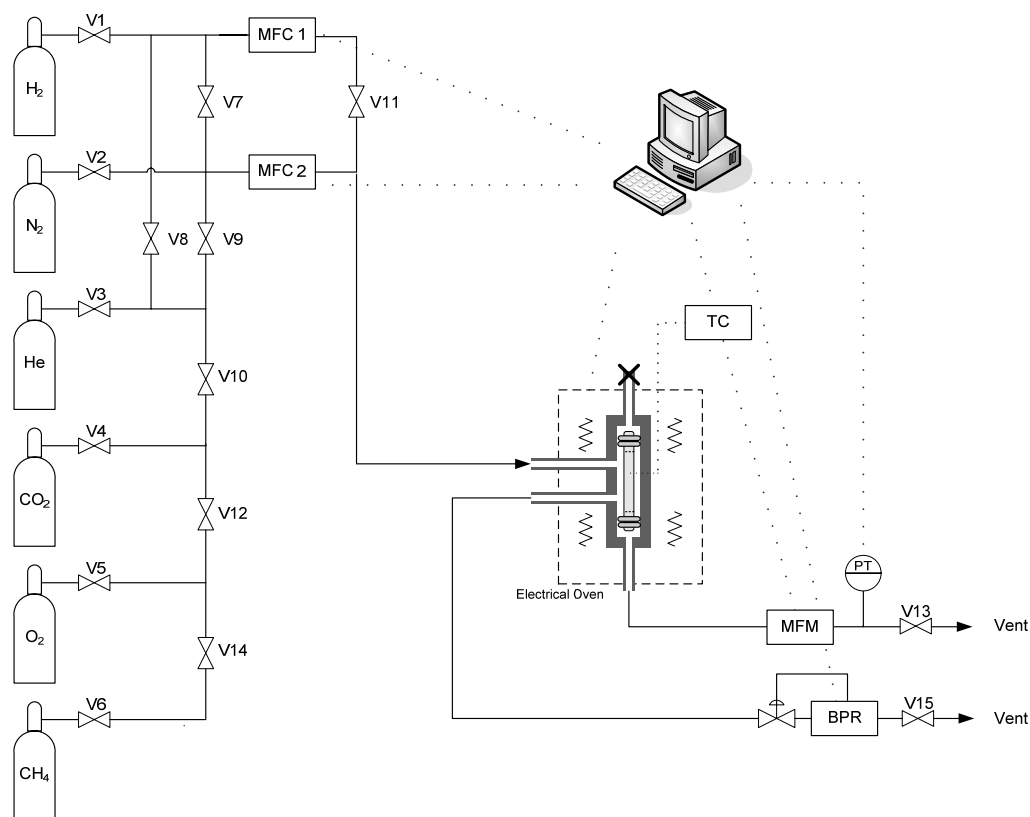 V1
MFC 1
H₂
V7
V11
V2
MFC 2
N₂
V8
V9
V3
TC
He
V10
V4
CO₂
V12
V5
PT
Electrical Oven
O₂
V14
MFM
V13
Vent
V6
BPR
V15
Vent
CH₄